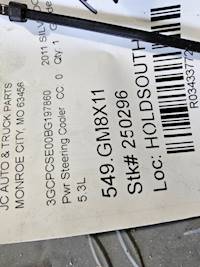 JC AUTO & TRUCK PARTS
MONROE CITY, MO 63456
2011 SILV
3GCPCSE00BG197860
Pwr Steering Cooler CC 0 Qty 1
5.3L
549.GM8X11
Stk# 250296
Loc: HOLDSOUTH